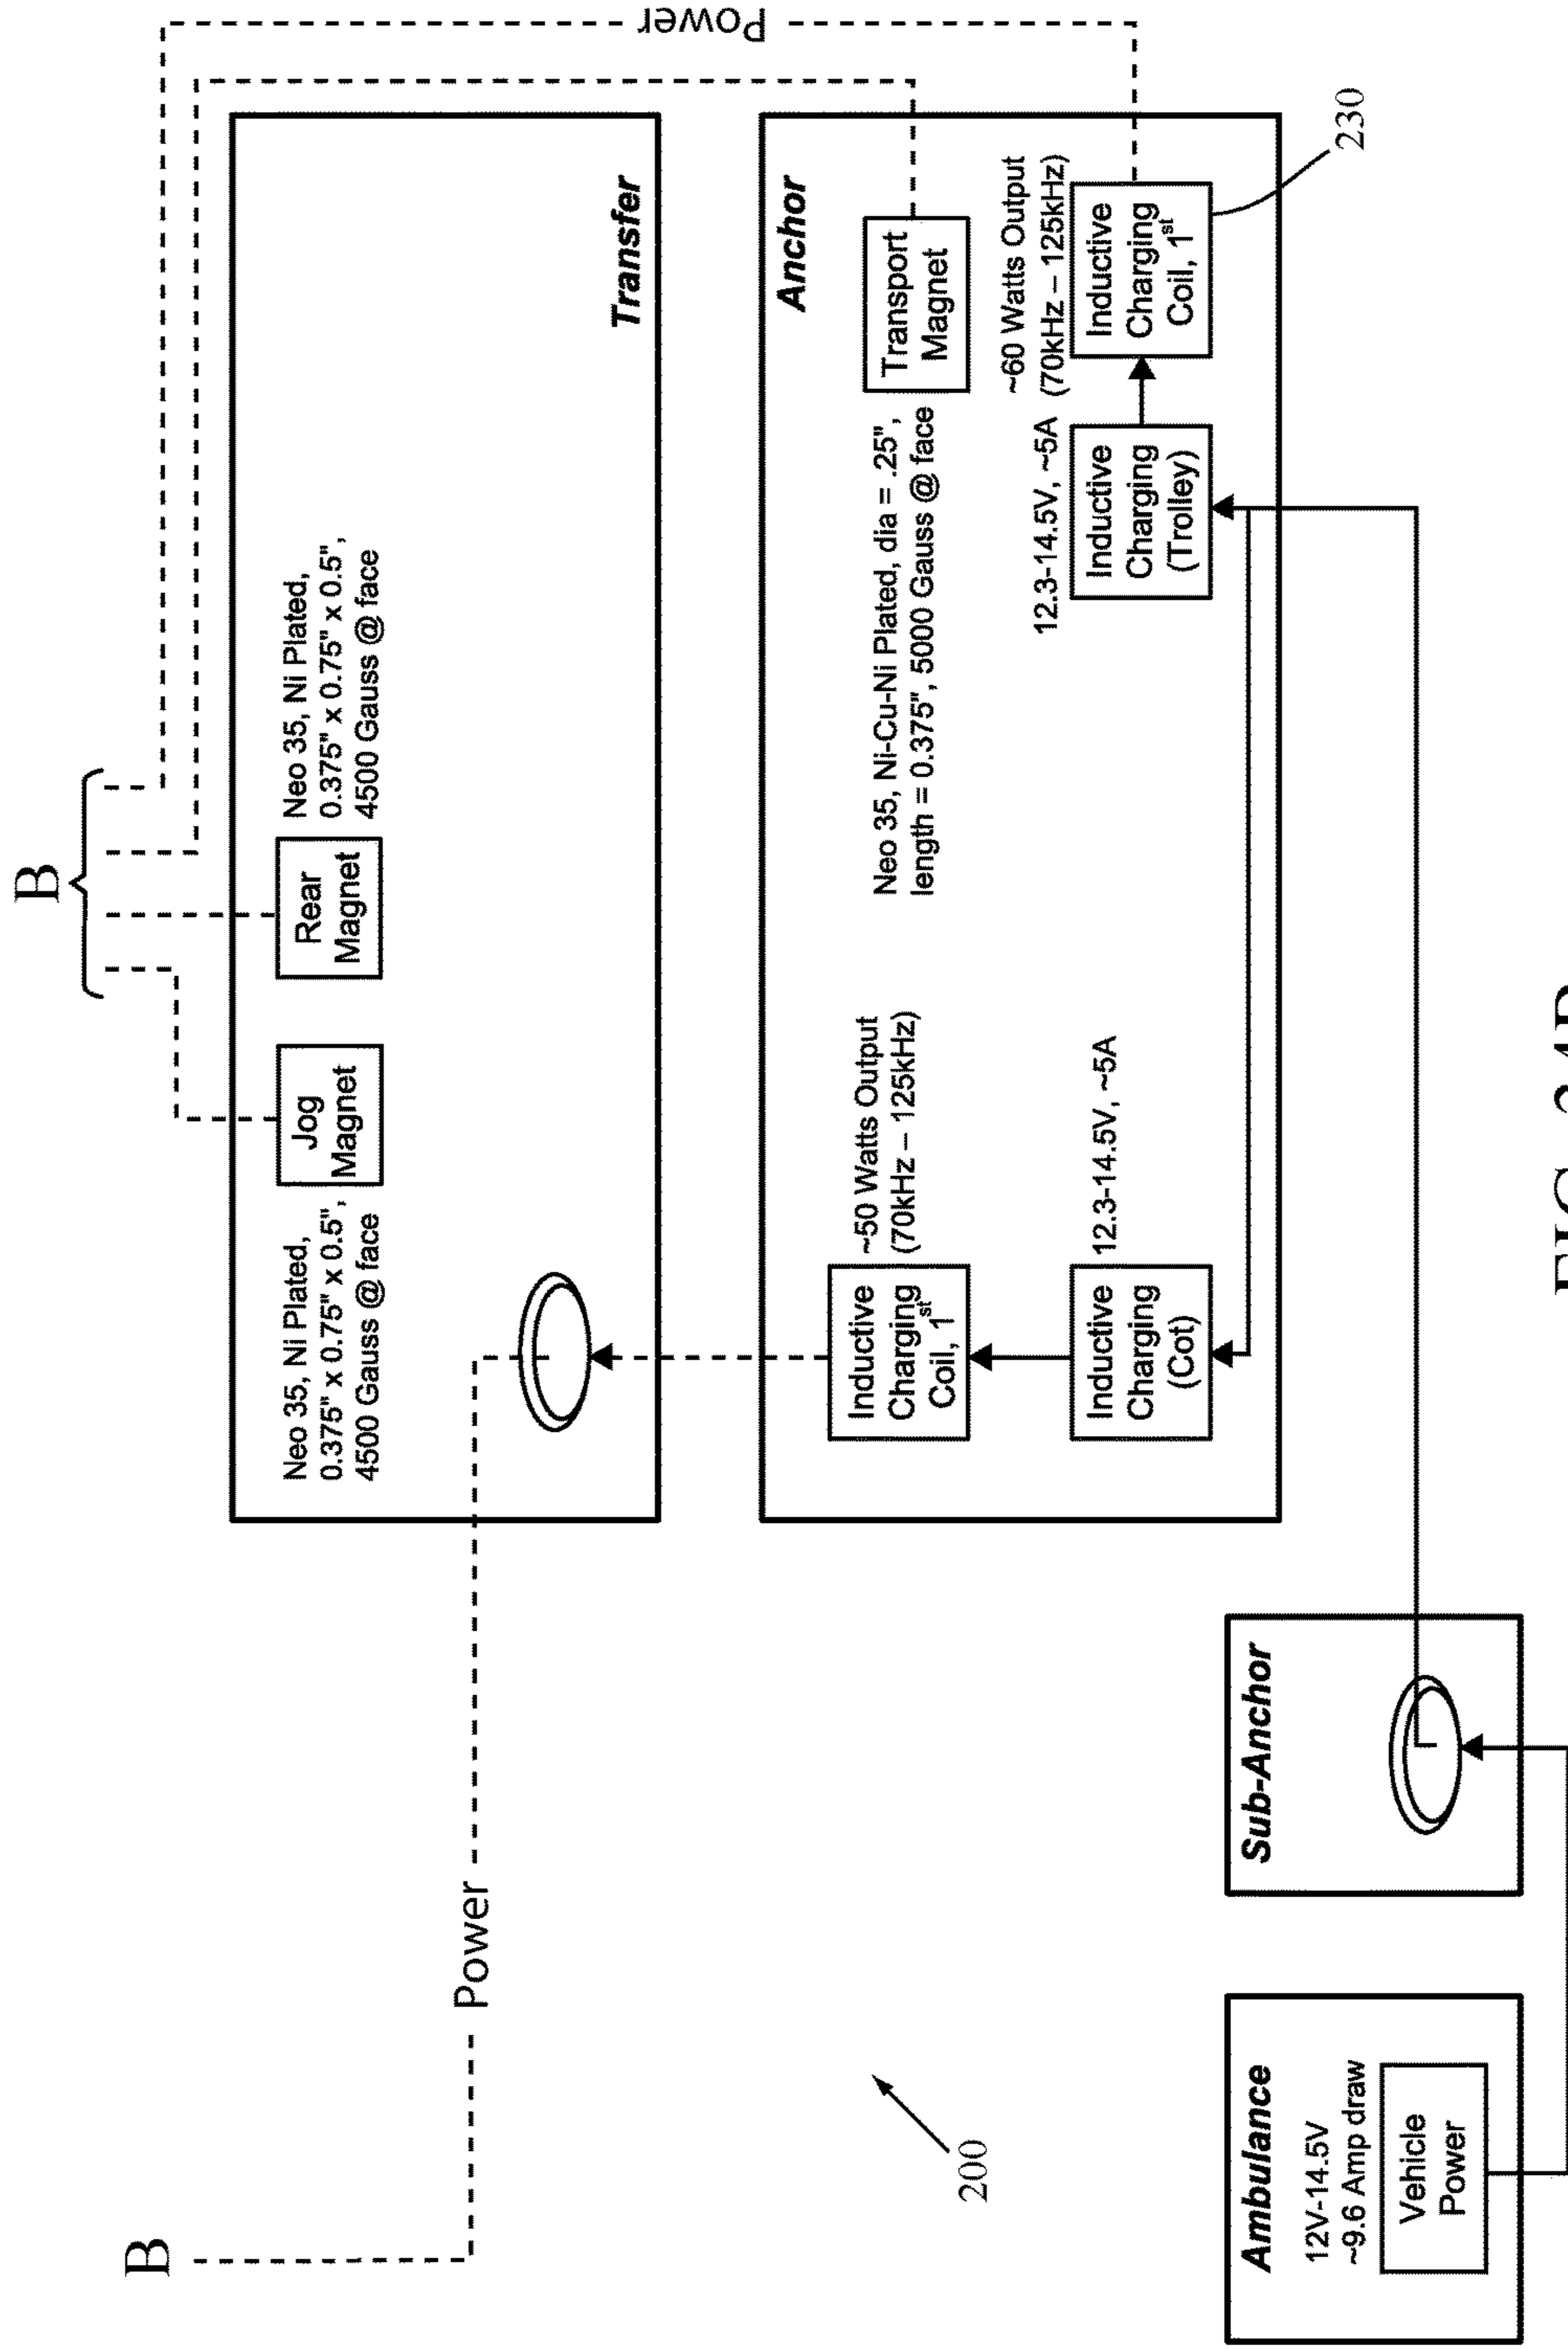 B
B
Power
Power
Jog
Magnet
Neo 35, Ni Plated,
0.375" x 0.75" x 0.5",
4500 Gauss @ face
Rear
Magnet
Neo 35, Ni Plated,
0.375" x 0.75" x 0.5",
4500 Gauss @ face
Transfer
Anchor
Inductive
Charging
Coil, 1st
~50 Watts Output
(70kHz – 125kHz)
Inductive
Charging
(Cot)
12.3-14.5V, ~5A
Neo 35, Ni-Cu-Ni Plated, dia = .25",
length = 0.375", 5000 Gauss @ face
Transport
Magnet
12.3-14.5V, ~5A
Inductive
Charging
(Trolley)
~60 Watts Output
(70kHz – 125kHz)
Inductive
Charging
Coil, 1st
230
200
Ambulance
12V-14.5V
~9.6 Amp draw
Vehicle
Power
Sub-Anchor